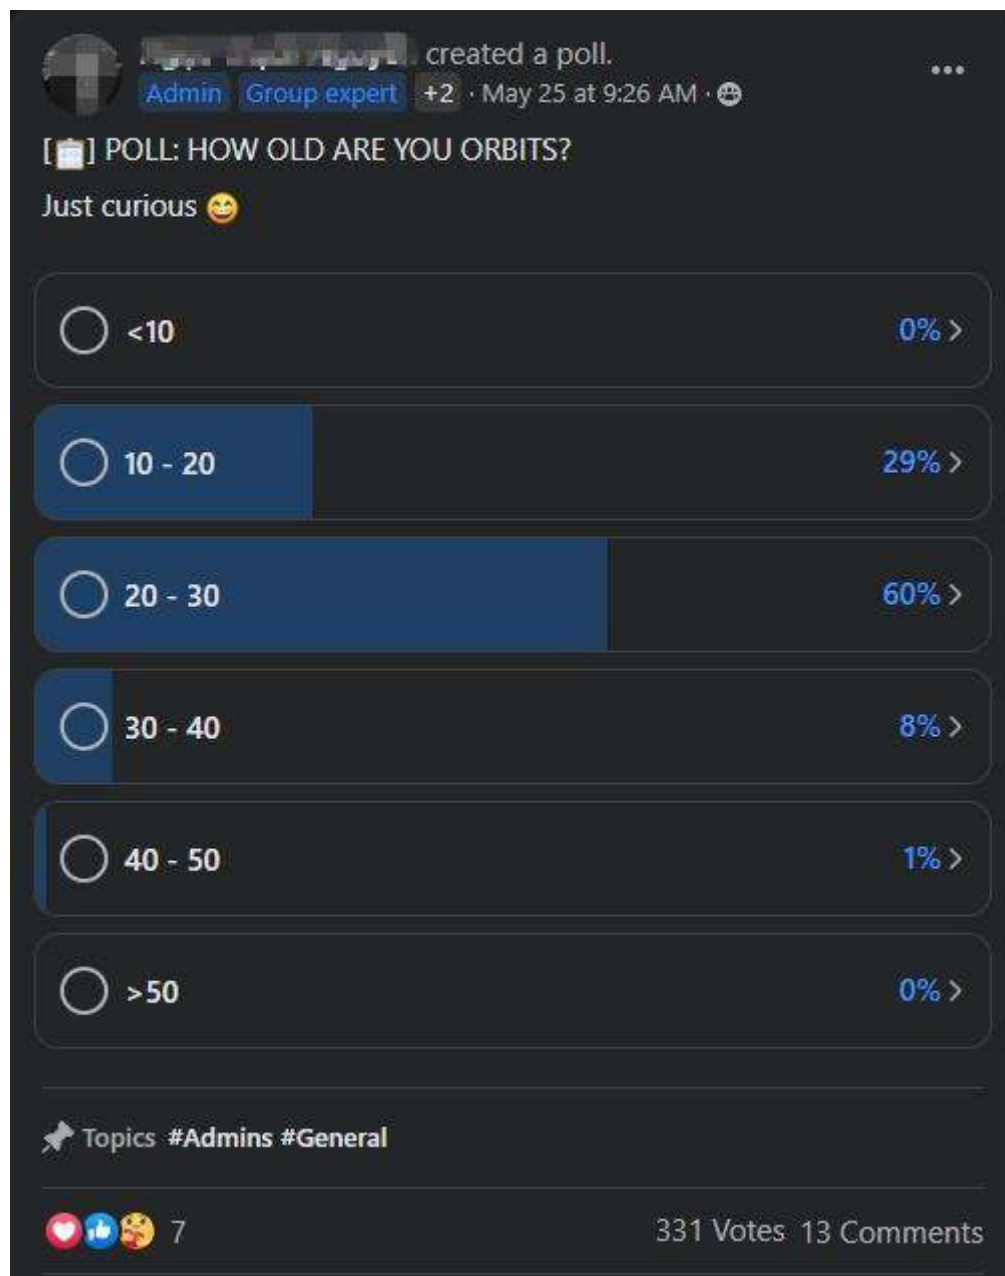 created a poll.
Admin Group expert +2 · May 25 at 9:26 AM ·
[📋] POLL: HOW OLD ARE YOU ORBITS?
Just curious 😄
<10 0%
10 - 20 29%
20 - 30 60%
30 - 40 8%
40 - 50 1%
>50 0%
Topics #Admins #General
7 331 Votes 13 Comments